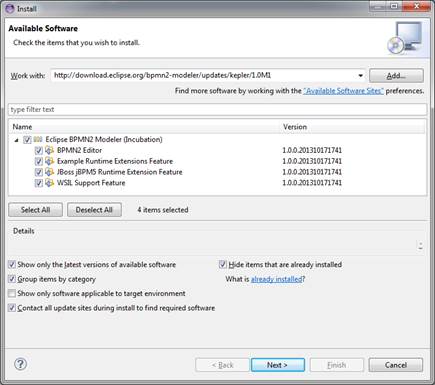 Install
Available Software
Check the items that you wish to install.
Work with: http://download.eclipse.org/bpmn2-modeler/updates/kepler/1.0M1 Add...
Find more software by working with the "Available Software Sites" preferences.
type filter text
Name Version
Eclipse BPMN2 Modeler (Incubation)
BPMN2 Editor 1.0.0.201310171741
Example Runtime Extensions Feature 1.0.0.201310171741
JBoss jBPM5 Runtime Extension Feature 1.0.0.201310171741
WSIL Support Feature 1.0.0.201310171741
Select All Deselect All 4 items selected
Details
Show only the latest versions of available software Hide items that are already installed
Group items by category What is already installed?
Show only software applicable to target environment
Contact all update sites during install to find required software
? < Back Next > Finish Cancel